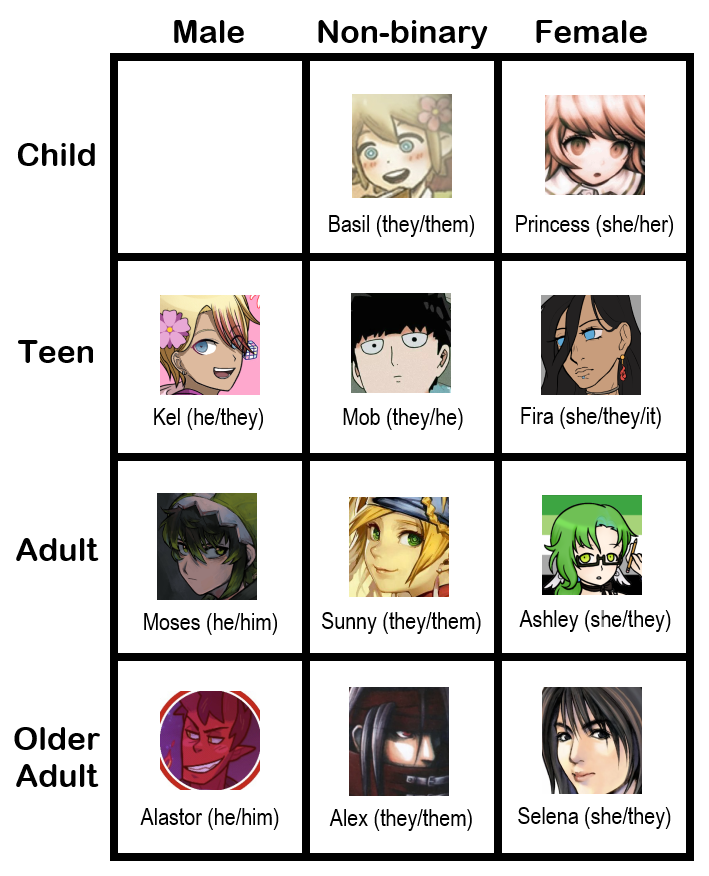 Male Non-binary Female
Child
Basil (they/them) Princess (she/her)
Teen
Kel (he/they) Mob (they/he) Fira (she/they/it)
Adult
Moses (he/him) Sunny (they/them) Ashley (she/they)
Older
Adult
Alastor (he/him) Alex (they/them) Selena (she/they)